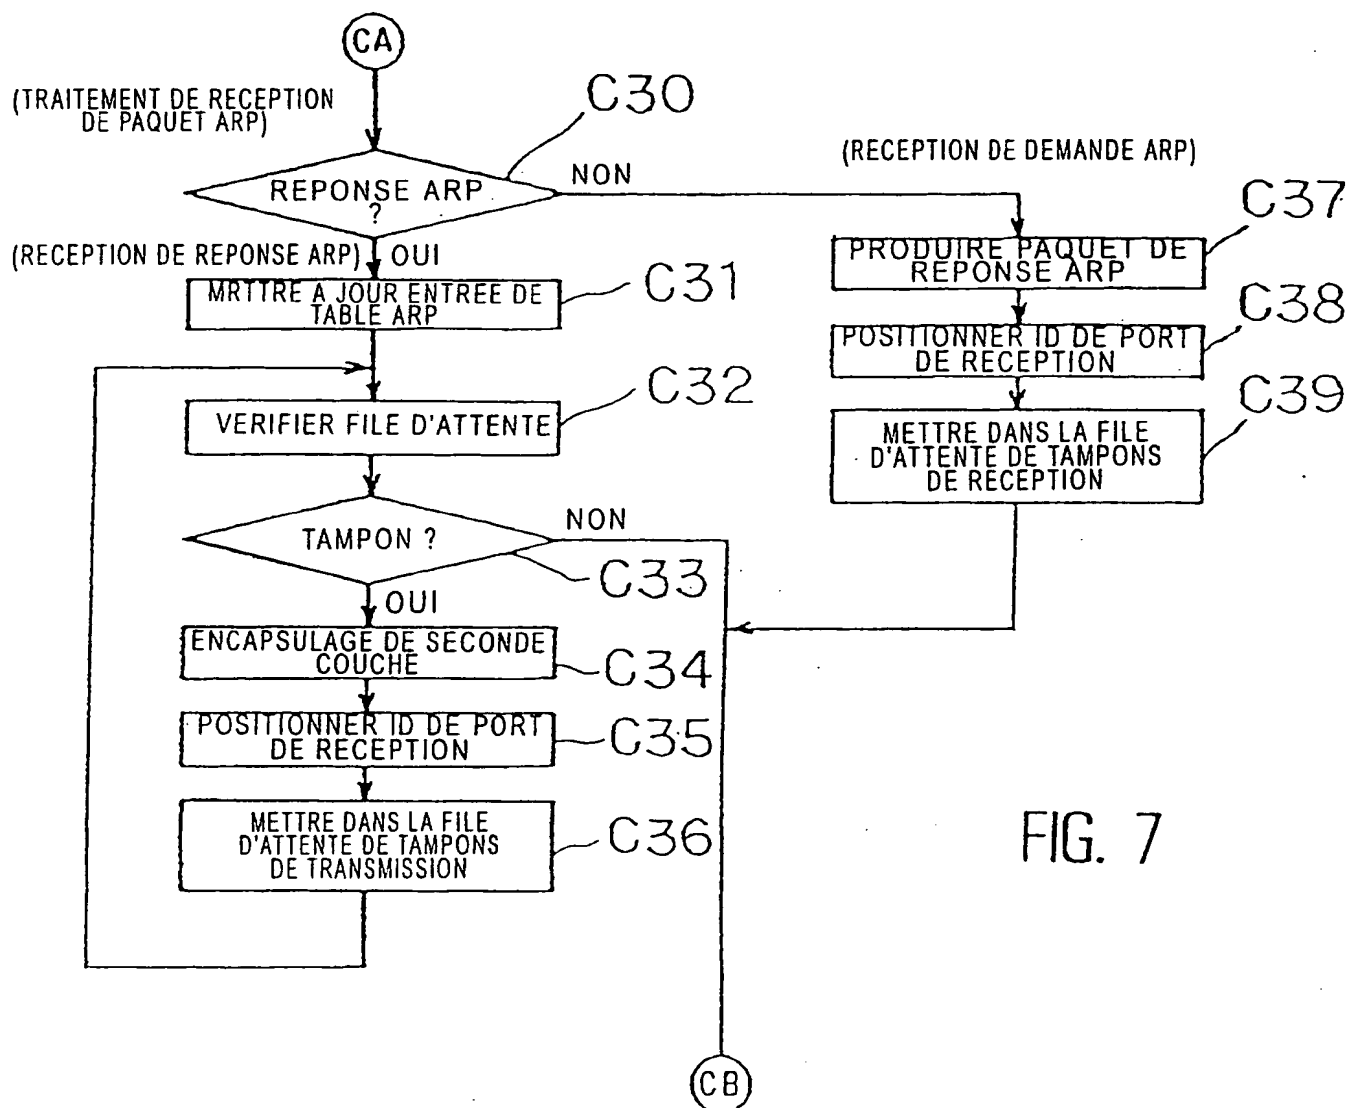 CA
(TRAITEMENT DE RECEPTION
DE PAQUET ARP)
C30
REPONSE ARP
?
NON
(RECEPTION DE DEMANDE ARP)
(RECEPTION DE REPONSE ARP)
OUI
C37
PRODUIRE PAQUET DE
REPONSE ARP
MRTTRE A JOUR ENTREE DE
TABLE ARP
C31
C38
POSITIONNER ID DE PORT
DE RECEPTION
C32
VERIFIER FILE D'ATTENTE
C39
METTRE DANS LA FILE
D'ATTENTE DE TAMPONS
DE RECEPTION
TAMPON ?
NON
C33
OUI
ENCAPSULAGE DE SECONDE
COUCHE
C34
POSITIONNER ID DE PORT
DE RECEPTION
C35
METTRE DANS LA FILE
D'ATTENTE DE TAMPONS
DE TRANSMISSION
C36
FIG. 7
CB